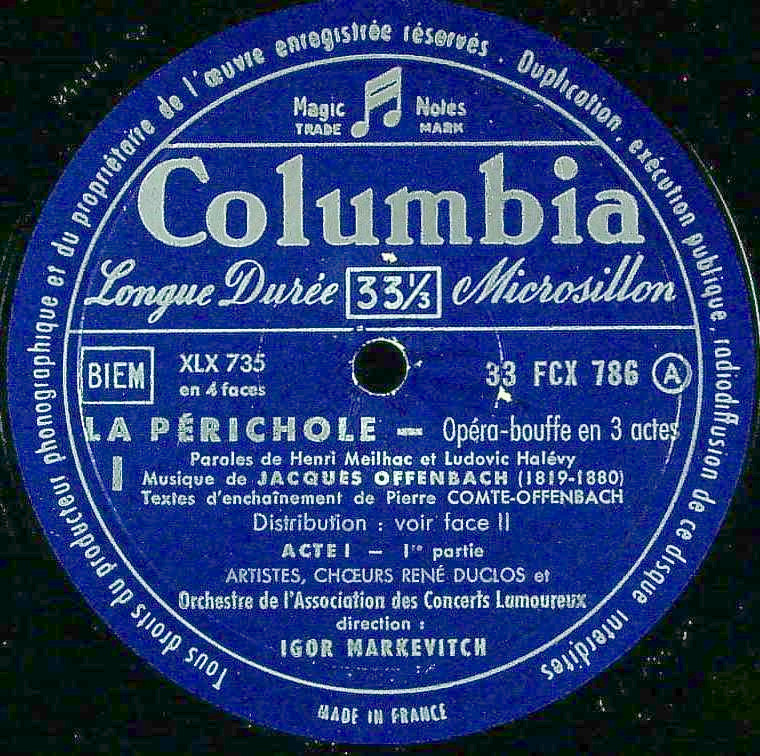 Tous droits du producteur phonographique et du propriétaire de l'œuvre enregistrée réservés . Duplication, exécution publique, radiodiffusion de ce disque interdites
Magic Notes
TRADE MARK
Columbia
Longue Durée 33⅓ Microsillon
BIEM XLX 735 33 FCX 786 A
en 4 faces
LA PÉRICHOLE — Opéra-bouffe en 3 actes
I
Paroles de Henri Meilhac et Ludovic Halévy
Musique de JACQUES OFFENBACH (1819-1880)
Textes d'enchaînement de Pierre COMTE-OFFENBACH
Distribution : voir face II
ACTE I — 1re partie
ARTISTES, CHŒURS RENÉ DUCLOS et
Orchestre de l'Association des Concerts Lamoureux
direction :
IGOR MARKEVITCH
MADE IN FRANCE